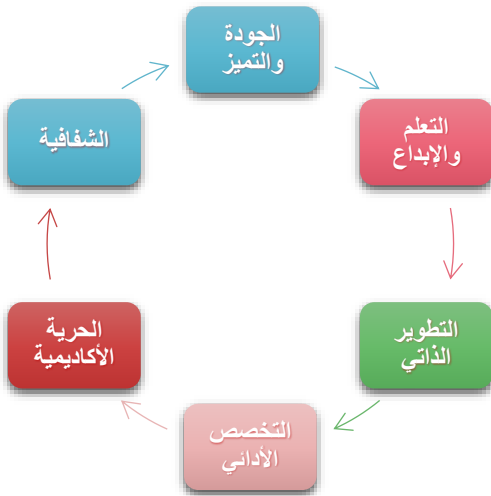 الجودة
والتميز
التعلم
والإبداع
التطوير
الذاتي
التخصص
الأدائي
الحرية
الأكاديمية
الشفافية